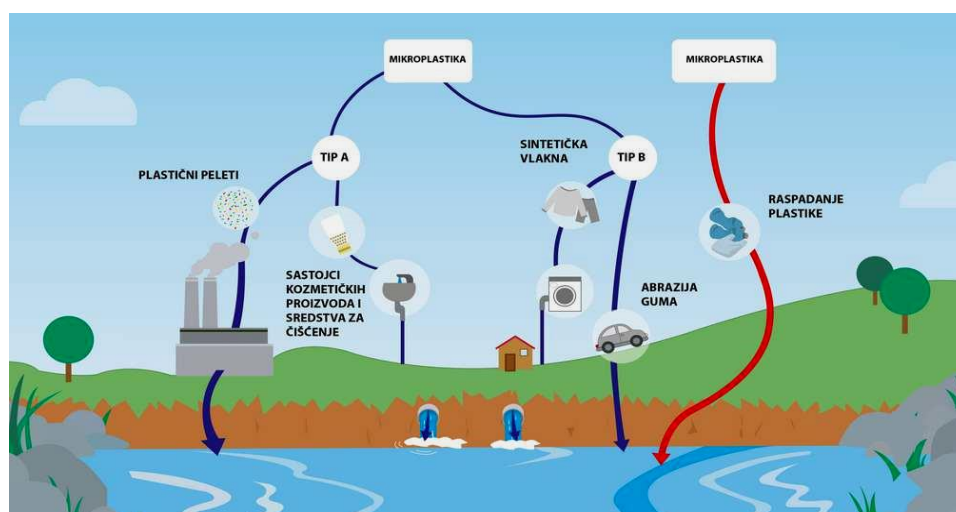 MIKROPLASTIKA
MIKROPLASTIKA
TIP A
SINTETIČKA
VLAKNA
TIP B
PLASTIČNI PELETI
RASPADANJE
PLASTIKE
SASTOJCI
KOZMETIČKIH
PROIZVODA I
SREDSTVA ZA
ČIŠĆENJE
ABRAZIJA
GUMA